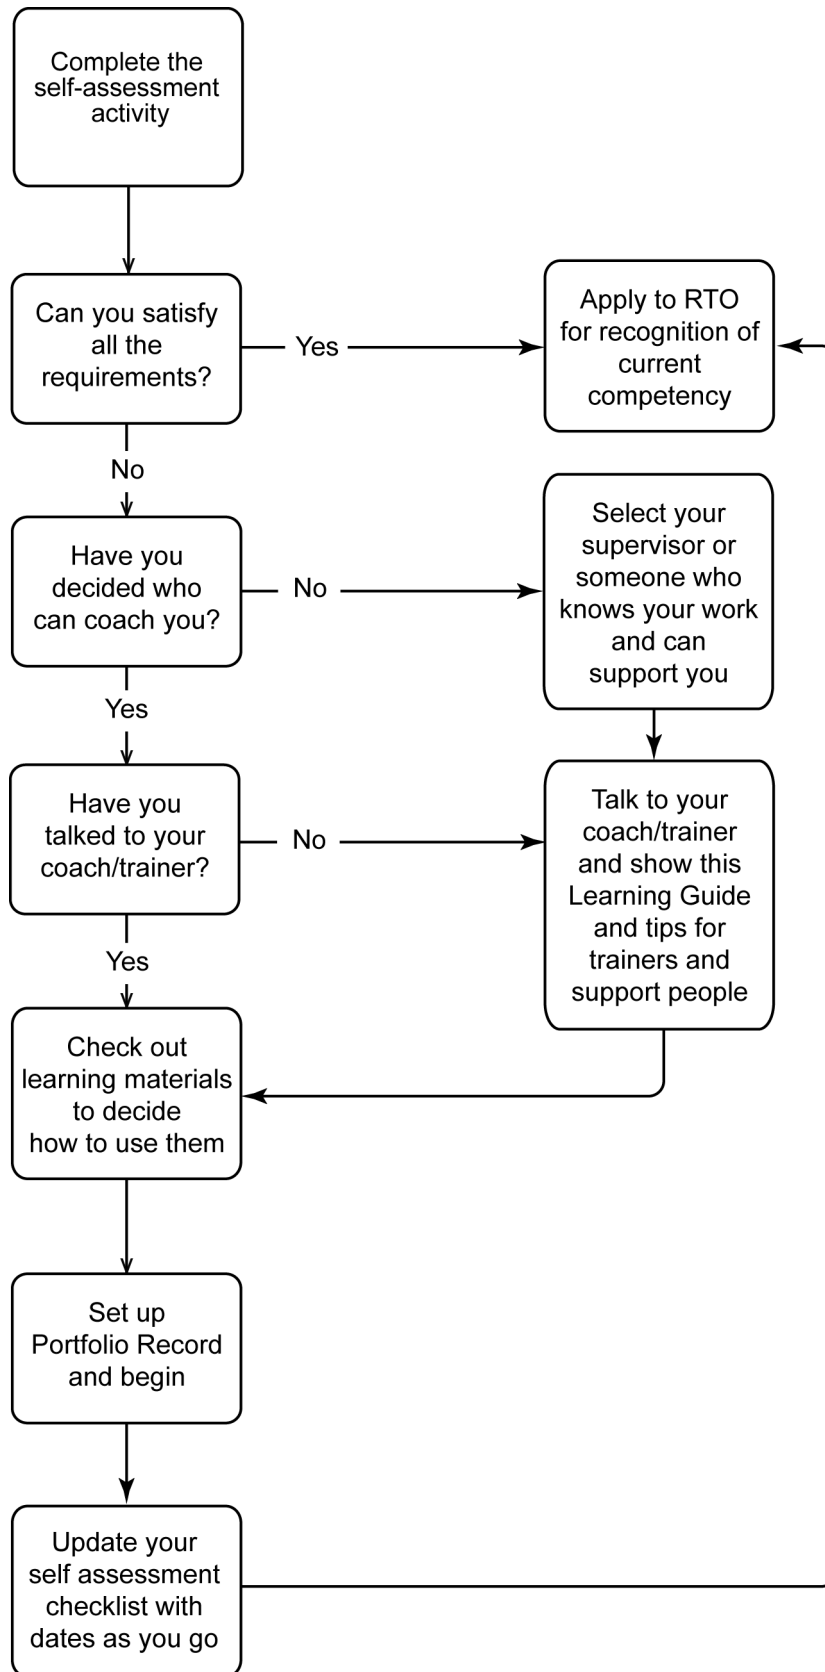 Complete the
self-assessment
activity
Can you satisfy
all the
requirements?
Yes
Apply to RTO
for recognition of
current
competency
No
Have you
decided who
can coach you?
No
Select your
supervisor or
someone who
knows your work
and can
support you
Yes
Have you
talked to your
coach/trainer?
No
Talk to your
coach/trainer
and show this
Learning Guide
and tips for
trainers and
support people
Yes
Check out
learning materials
to decide
how to use them
Set up
Portfolio Record
and begin
Update your
self assessment
checklist with
dates as you go